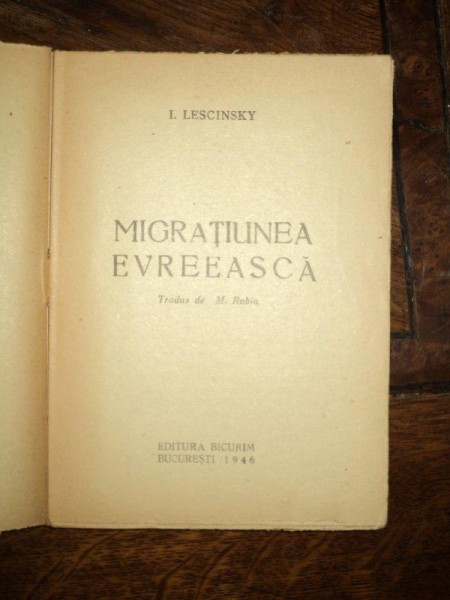 I. LESCINSKY
MIGRAȚIUNEA
EVREEASCĂ
Tradus de M. Rubin
EDITURA BICURIM
BUCUREȘTI / 1946